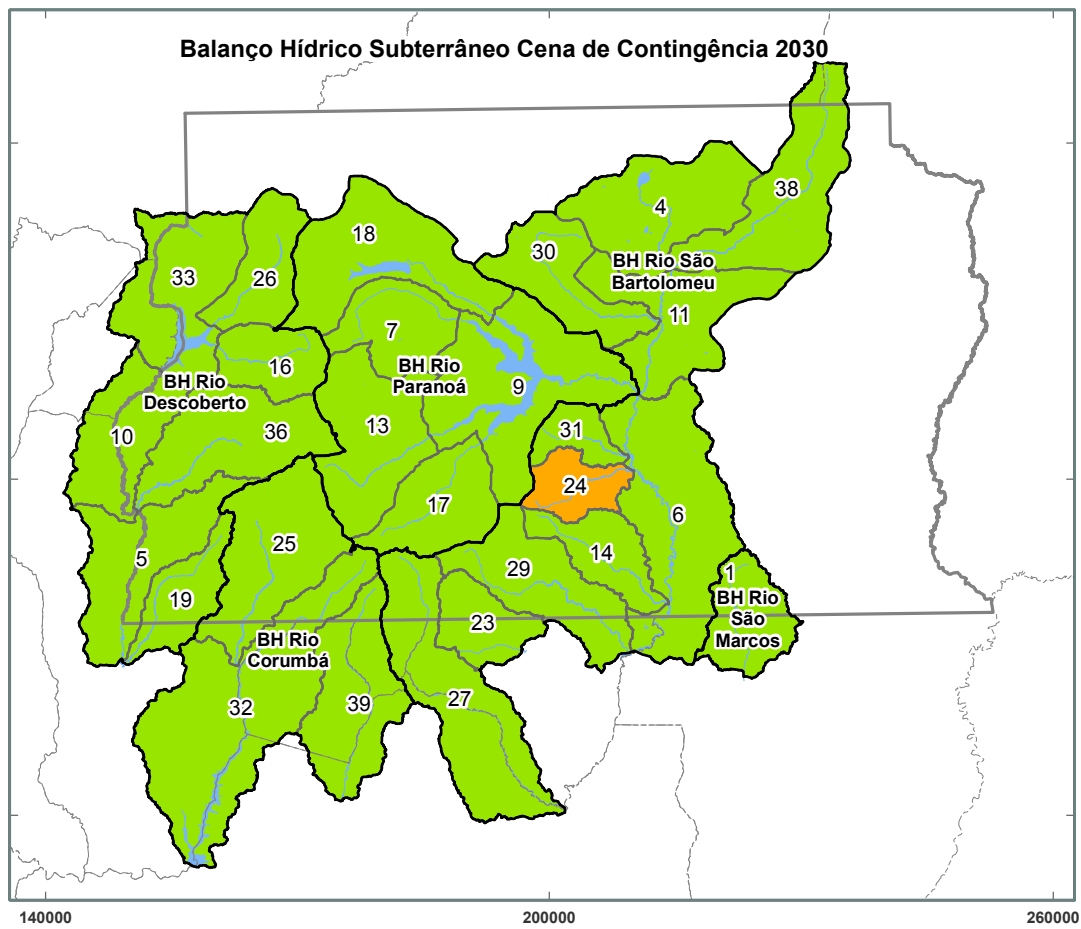 Balanço Hídrico Subterrâneo Cena de Contingência 2030
38
4
18
30
BH Rio São
Bartolomeu
33
26
11
7
16
BH Rio
Paranoá
BH Rio
Descoberto
9
13
31
10
36
24
17
6
25
14
5
29
1
19
BH Rio
São
Marcos
23
BH Rio
Corumbá
27
32
39
140000
200000
260000